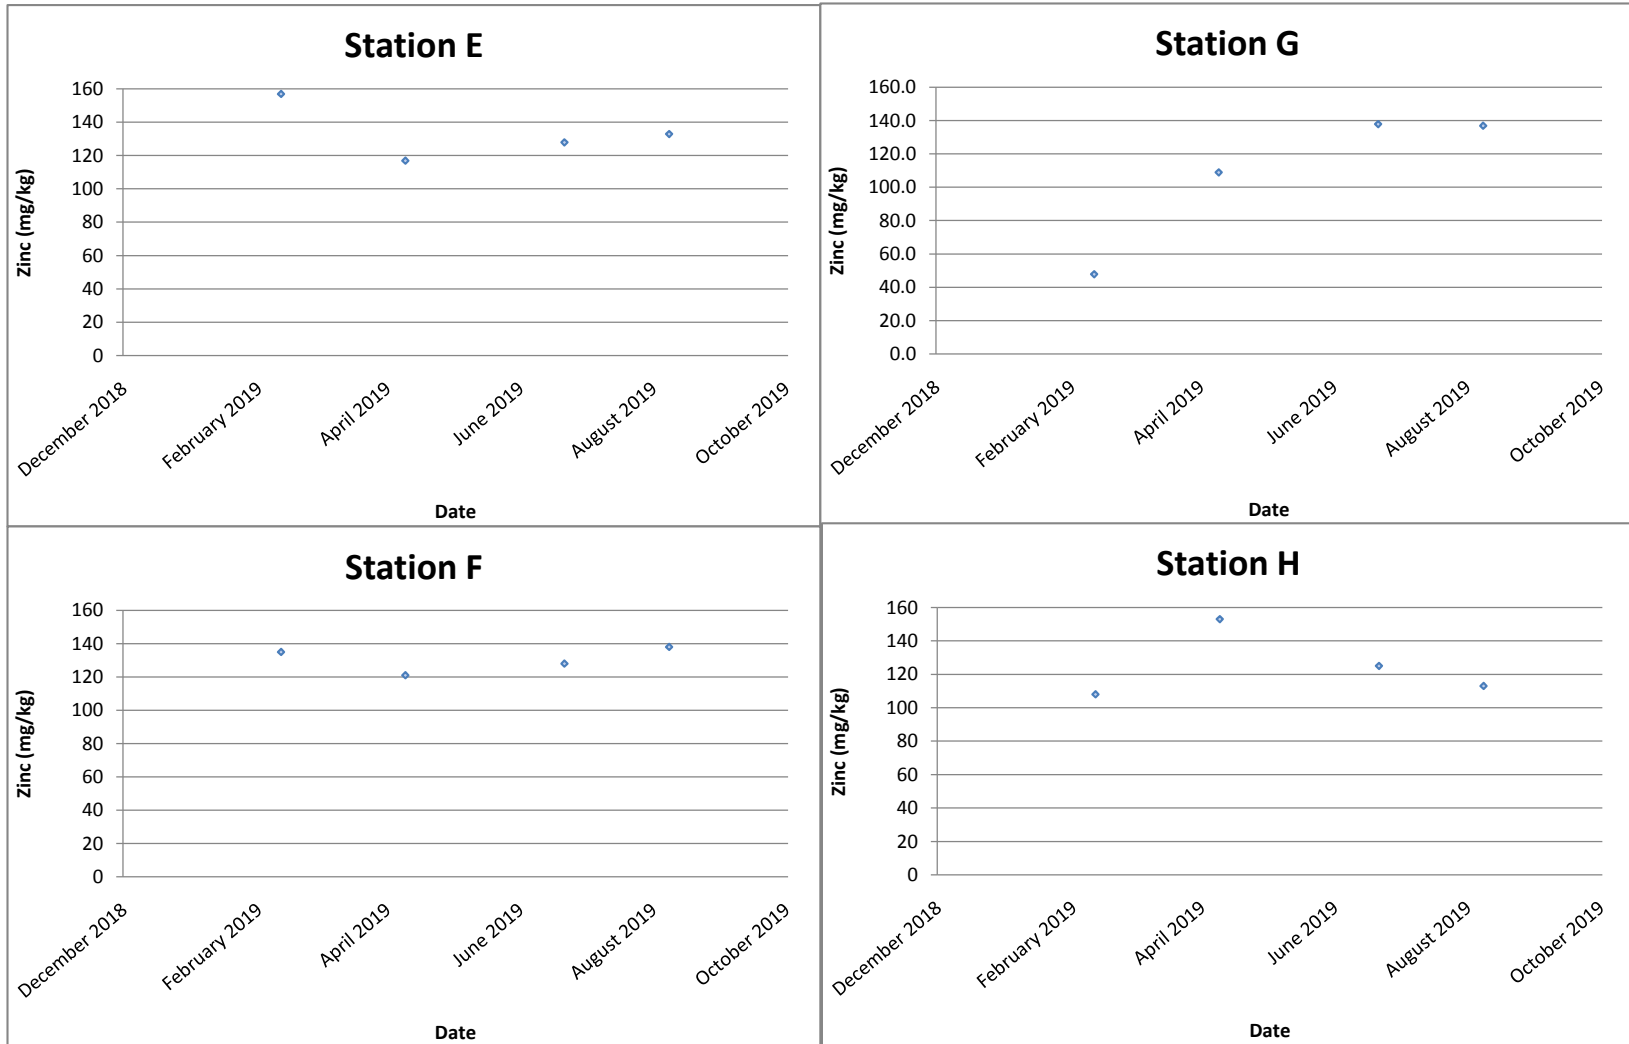 Station E
160
140
120
100
80
60
40
20
0
Zinc (mg/kg)
December 2018
February 2019
April 2019
June 2019
August 2019
October 2019
Date
Station G
160.0
140.0
120.0
100.0
80.0
60.0
40.0
20.0
0.0
Zinc (mg/kg)
December 2018
February 2019
April 2019
June 2019
August 2019
October 2019
Date
Station F
160
140
120
100
80
60
40
20
0
Zinc (mg/kg)
December 2018
February 2019
April 2019
June 2019
August 2019
October 2019
Date
Station H
160
140
120
100
80
60
40
20
0
Zinc (mg/kg)
December 2018
February 2019
April 2019
June 2019
August 2019
October 2019
Date